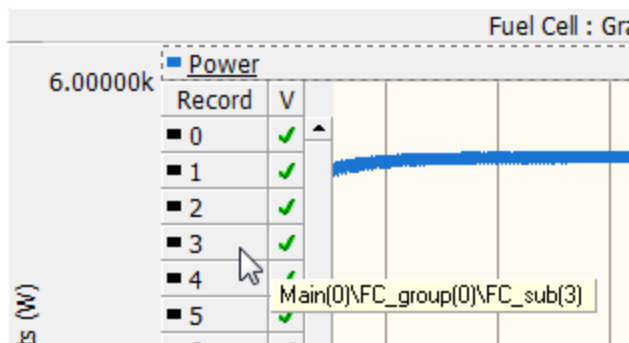 Fuel Cell : Gra
Power
6.00000k
Record V
0
1
2
3
4
Main(0)\FC_group(0)\FC_sub(3)
5
ts (W)